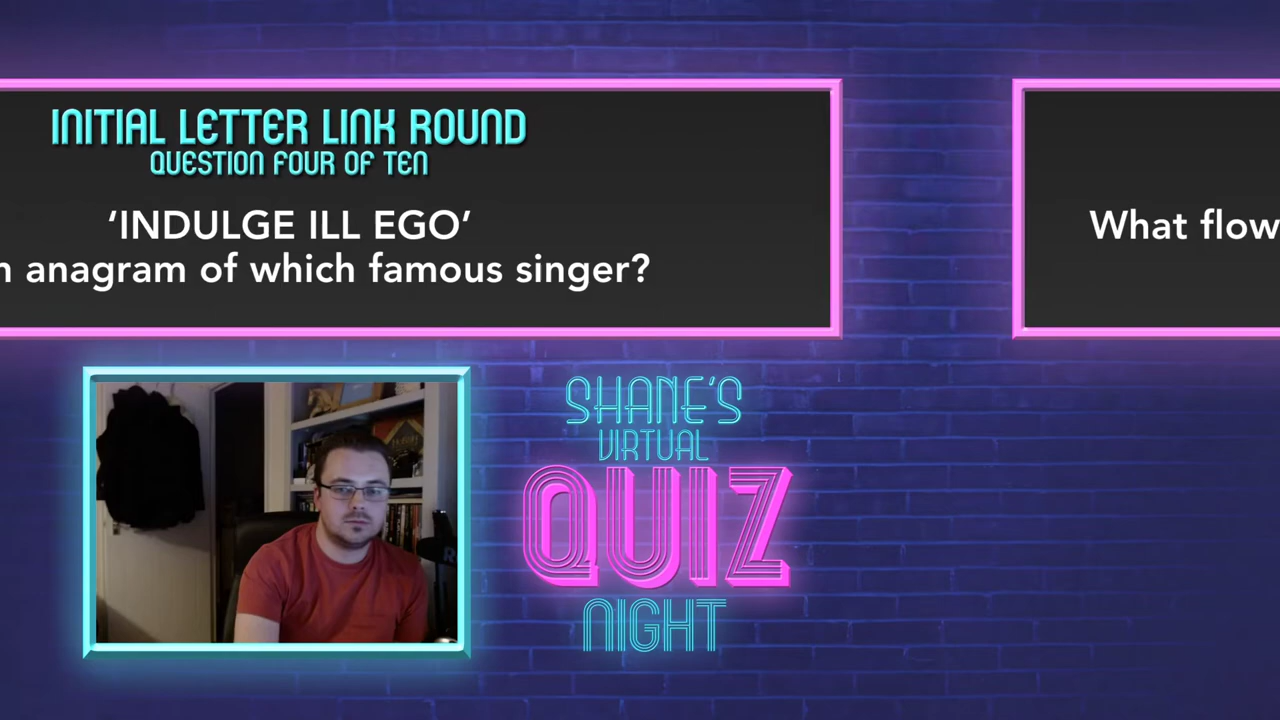 INITIAL LETTER LINK ROUND
QUESTION FOUR OF TEN
‘INDULGE ILL EGO’
anagram of which famous singer?
What
SHANE'S
VIRTUAL
QUIZ
NIGHT